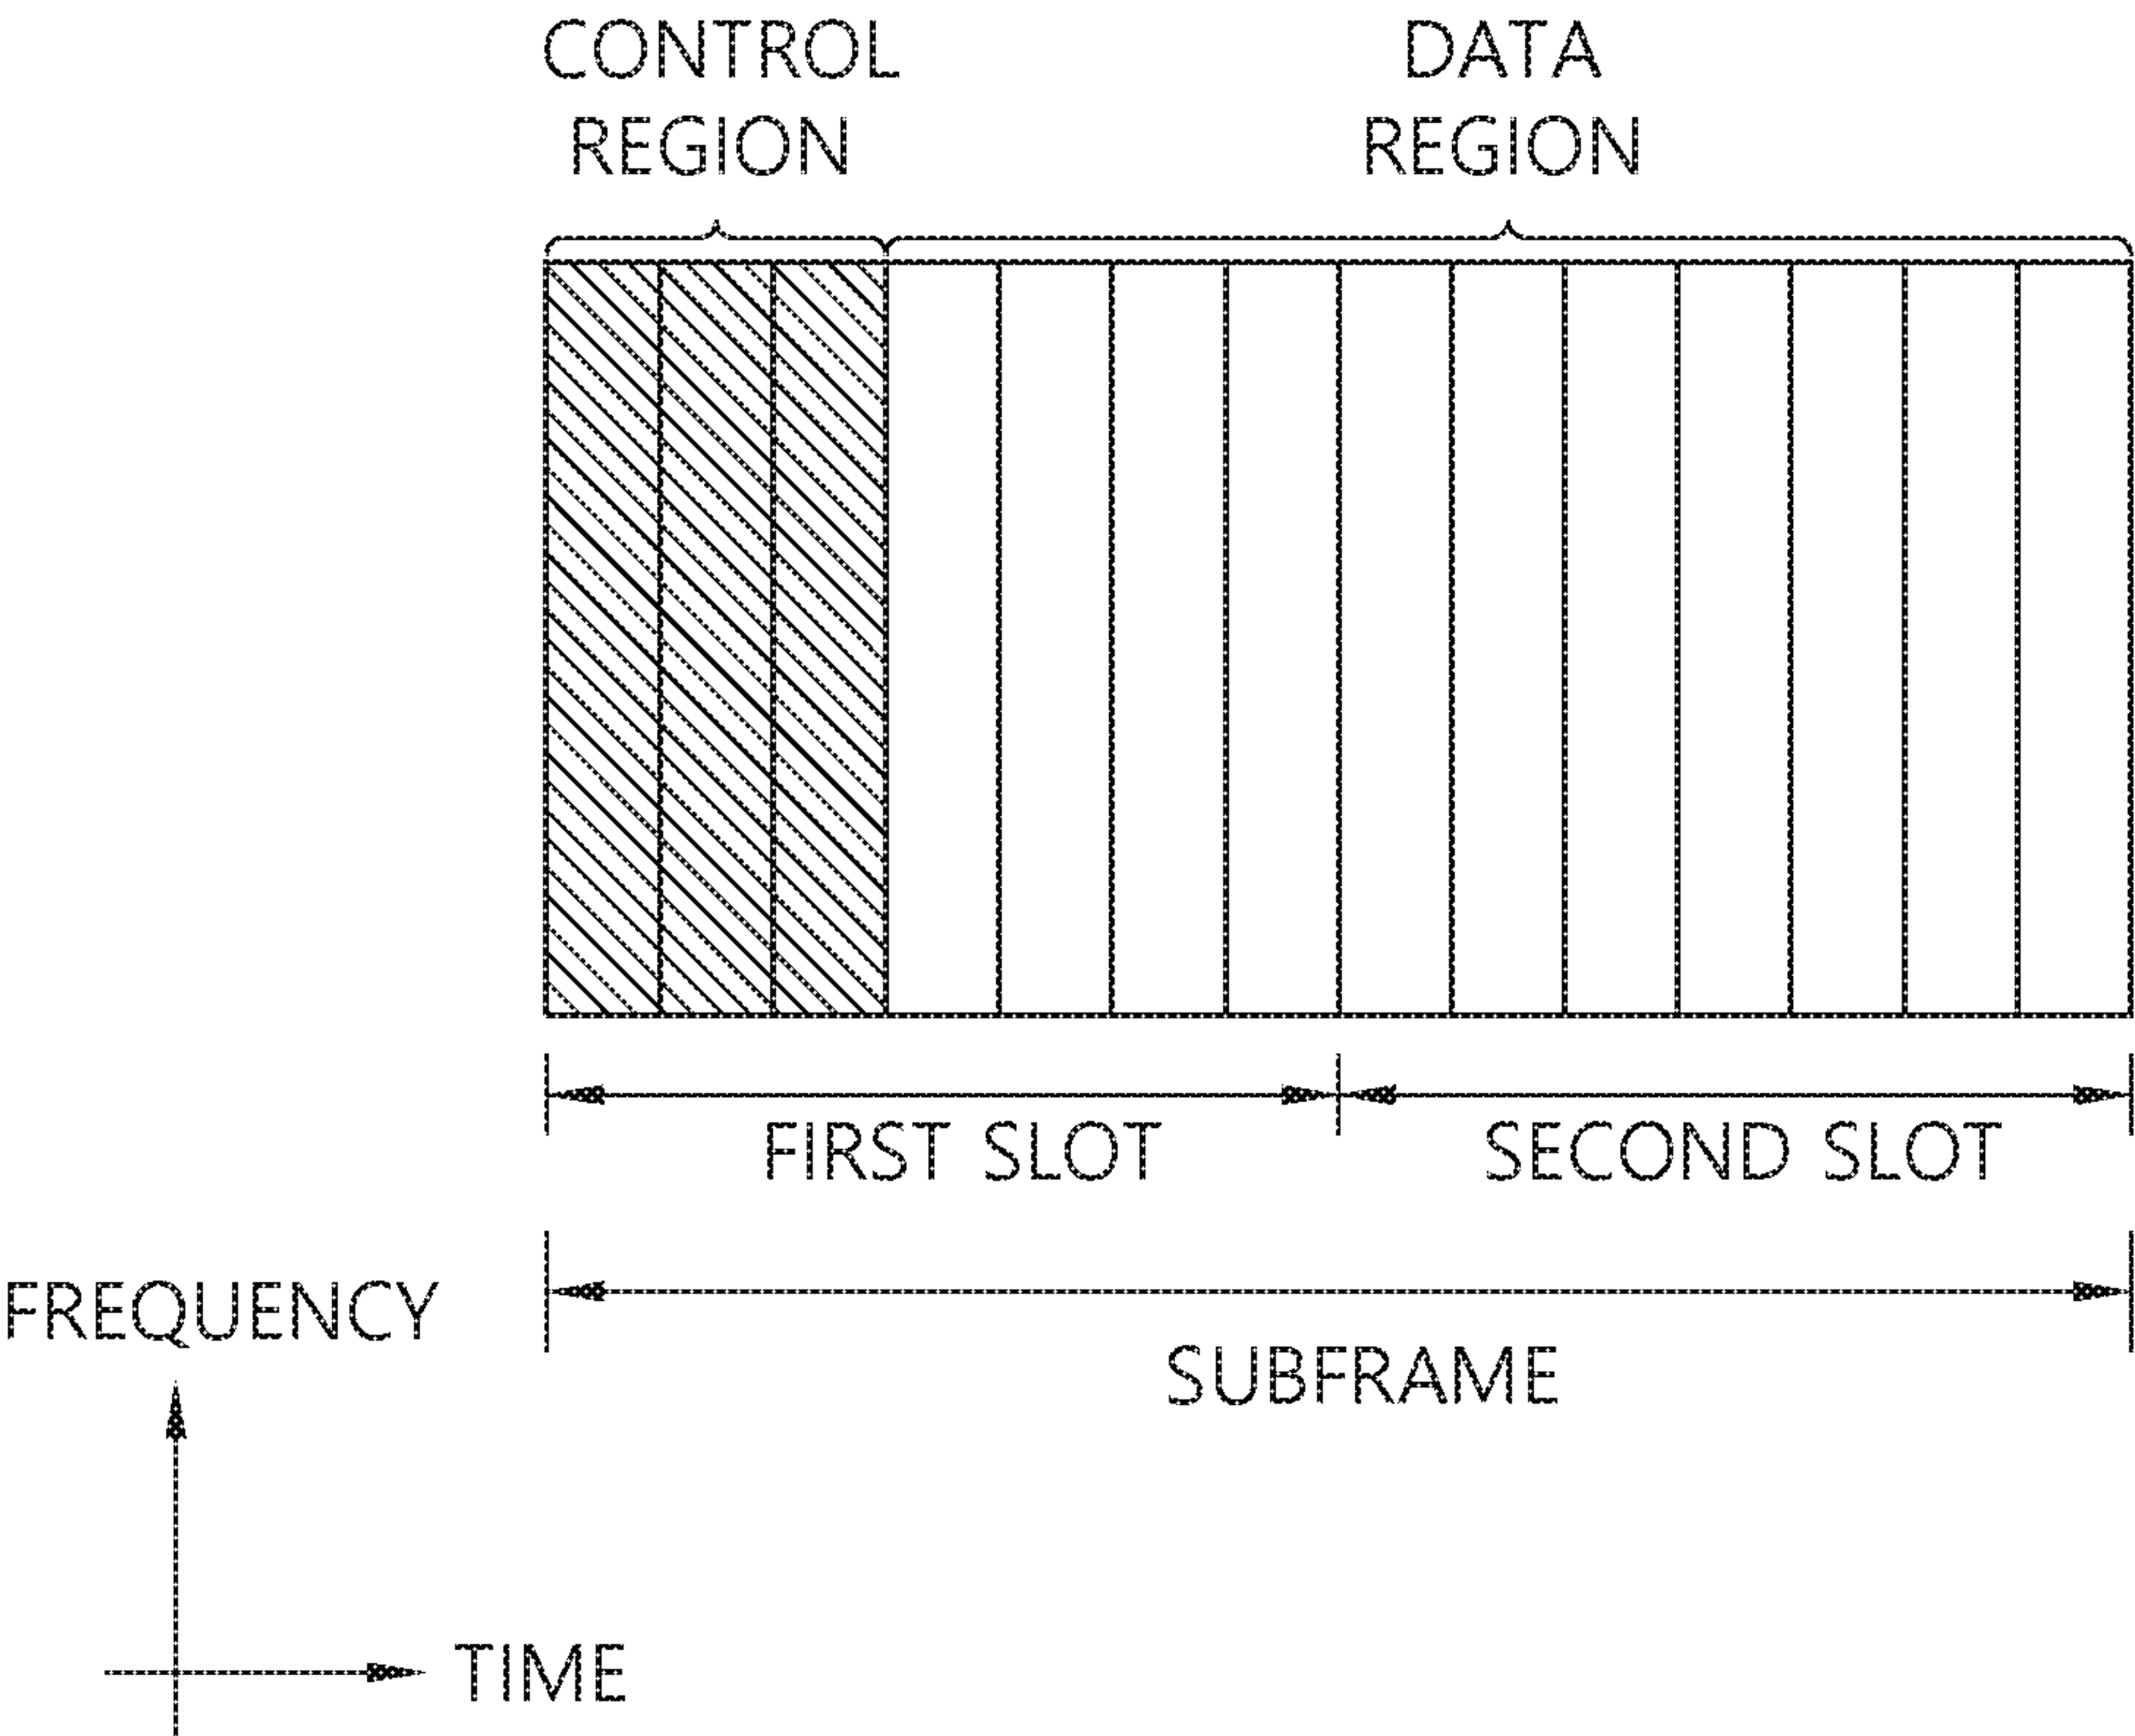 CONTROL
REGION
DATA
REGION
FIRST SLOT
SECOND SLOT
SUBFRAME
FREQUENCY
TIME